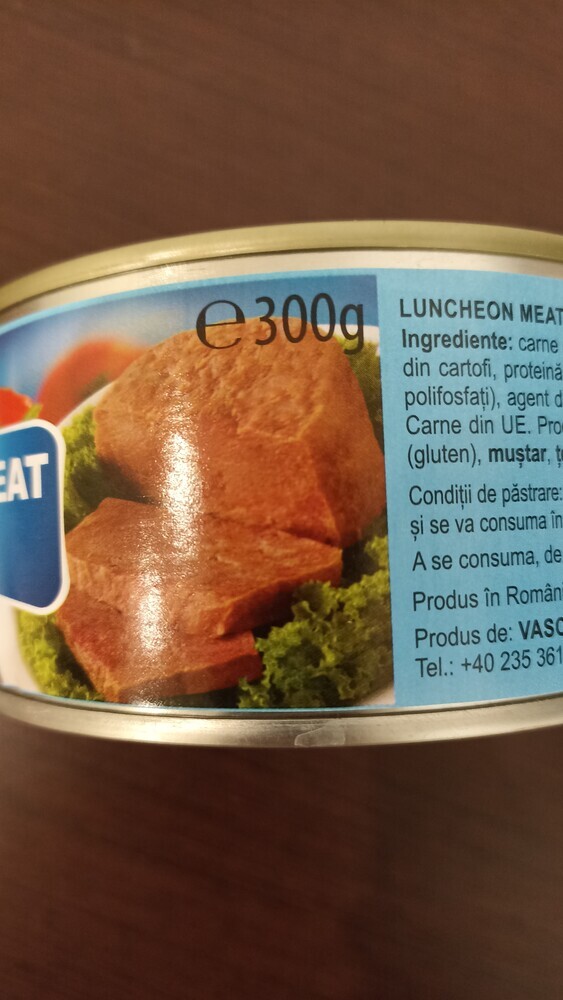 ℮300g
EAT
LUNCHEON MEAT
Ingrediente: carne
din cartofi, proteină
polifosfați), agent d
Carne din UE. Pro
(gluten), muștar, ț
Condiții de păstrare:
și se va consuma în
A se consuma, de
Produs în Români
Produs de: VASC
Tel.: +40 235 361